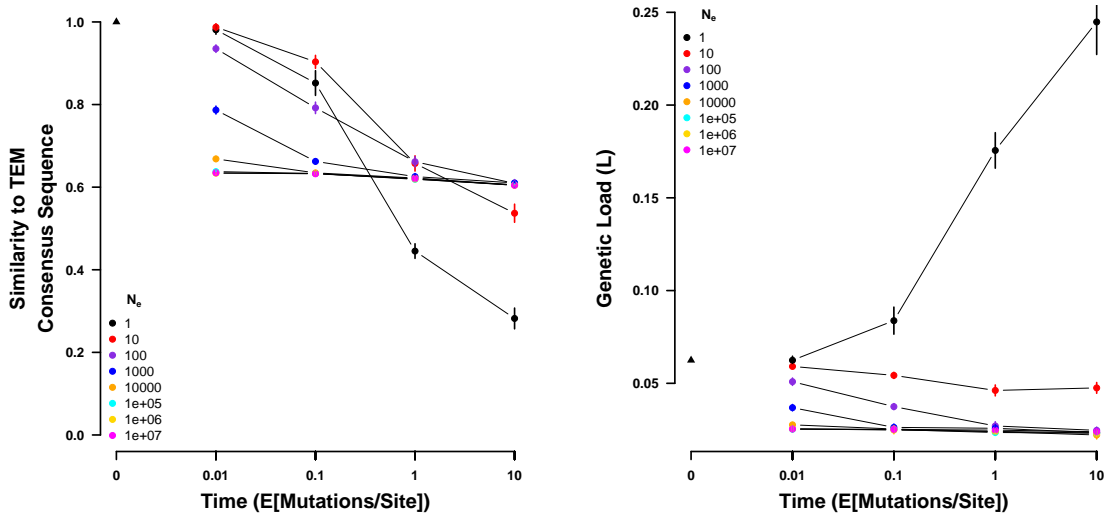 Similarity to TEM
Consensus Sequence
1.0
0.8
0.6
0.4
0.2
0.0
Nₑ
1
10
100
1000
10000
1e+05
1e+06
1e+07
0
0.01
0.1
1
10
Time (E[Mutations/Site])
Genetic Load (L)
0.25
0.20
0.15
0.10
0.05
Nₑ
1
10
100
1000
10000
1e+05
1e+06
1e+07
0
0.01
0.1
1
10
Time (E[Mutations/Site])